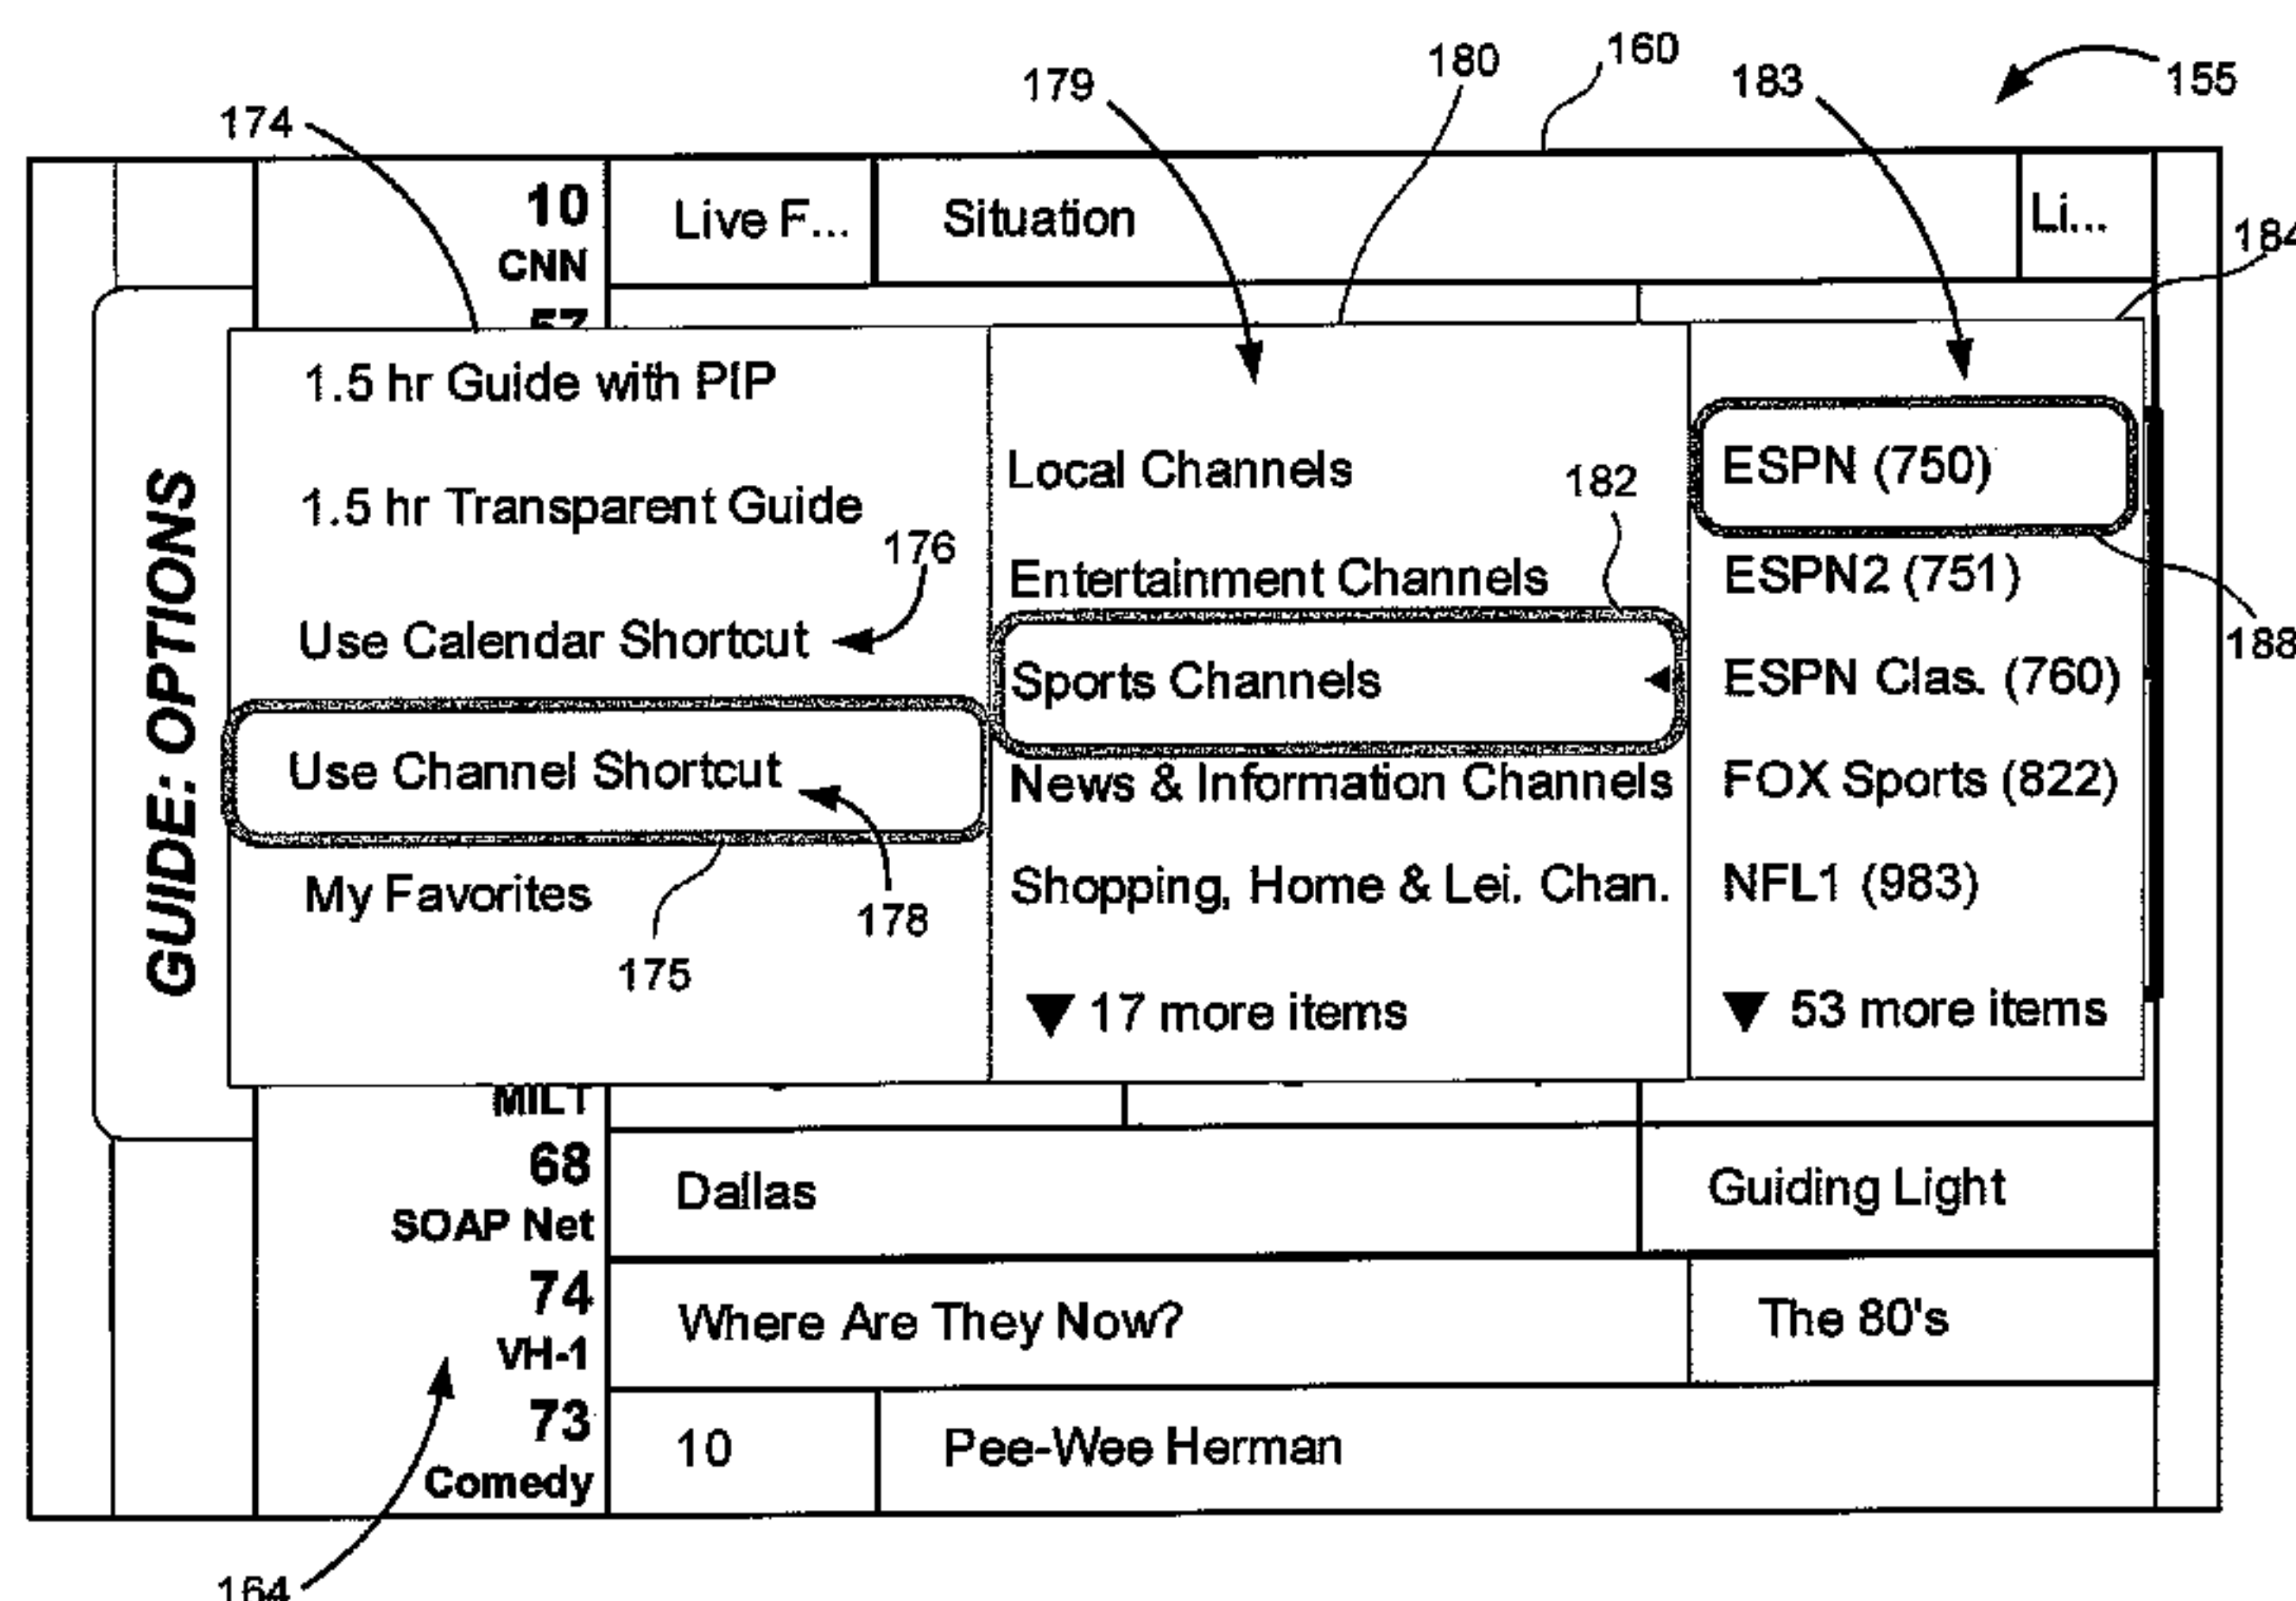 174
179
180
160
183
155
10
CNN
Live F...
Situation
Li...
184
57
GUIDE: OPTIONS
1.5 hr Guide with PIP
1.5 hr Transparent Guide
176
Use Calendar Shortcut
Use Channel Shortcut
My Favorites
178
175
Local Channels
182
Entertainment Channels
Sports Channels ◄
News & Information Channels
Shopping, Home & Lei. Chan.
▼ 17 more items
ESPN (750)
ESPN2 (751)
188
ESPN Clas. (760)
FOX Sports (822)
NFL1 (983)
▼ 53 more items
MILT
68
SOAP Net
Dallas
Guiding Light
74
VH-1
Where Are They Now?
The 80's
73
Comedy
10
Pee-Wee Herman
164